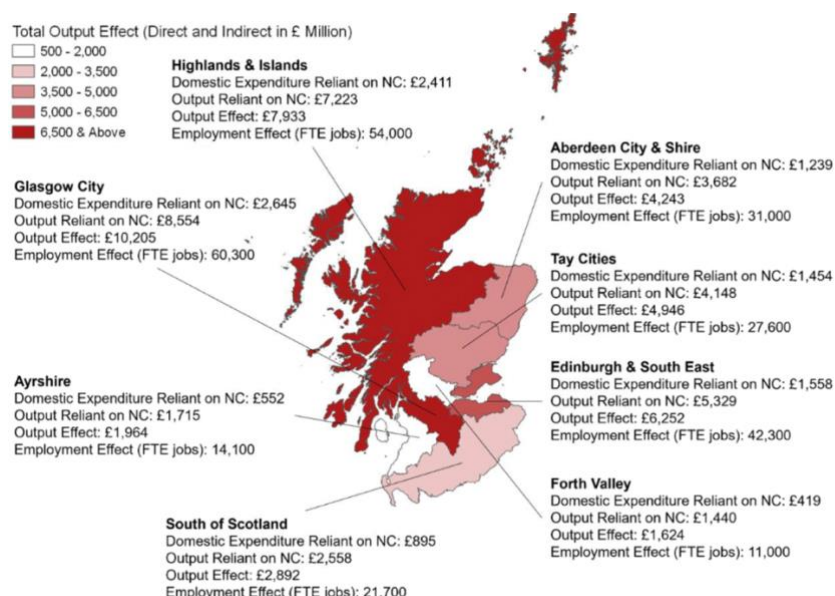 Total Output Effect (Direct and Indirect in £ Million)
500 - 2,000
2,000 - 3,500
3,500 - 5,000
5,000 - 6,500
6,500 & Above
Highlands & Islands
Domestic Expenditure Reliant on NC: £2,411
Output Reliant on NC: £7,223
Output Effect: £7,933
Employment Effect (FTE jobs): 54,000
Aberdeen City & Shire
Domestic Expenditure Reliant on NC: £1,239
Output Reliant on NC: £3,682
Output Effect: £4,243
Employment Effect (FTE jobs): 31,000
Glasgow City
Domestic Expenditure Reliant on NC: £2,645
Output Reliant on NC: £8,554
Output Effect: £10,205
Employment Effect (FTE jobs): 60,300
Tay Cities
Domestic Expenditure Reliant on NC: £1,454
Output Reliant on NC: £4,148
Output Effect: £4,946
Employment Effect (FTE jobs): 27,600
Ayrshire
Domestic Expenditure Reliant on NC: £552
Output Reliant on NC: £1,715
Output Effect: £1,964
Employment Effect (FTE jobs): 14,100
Edinburgh & South East
Domestic Expenditure Reliant on NC: £1,558
Output Reliant on NC: £5,329
Output Effect: £6,252
Employment Effect (FTE jobs): 42,300
Forth Valley
Domestic Expenditure Reliant on NC: £419
Output Reliant on NC: £1,440
Output Effect: £1,624
Employment Effect (FTE jobs): 11,000
South of Scotland
Domestic Expenditure Reliant on NC: £895
Output Reliant on NC: £2,558
Output Effect: £2,892
Employment Effect (FTE jobs): 21,700